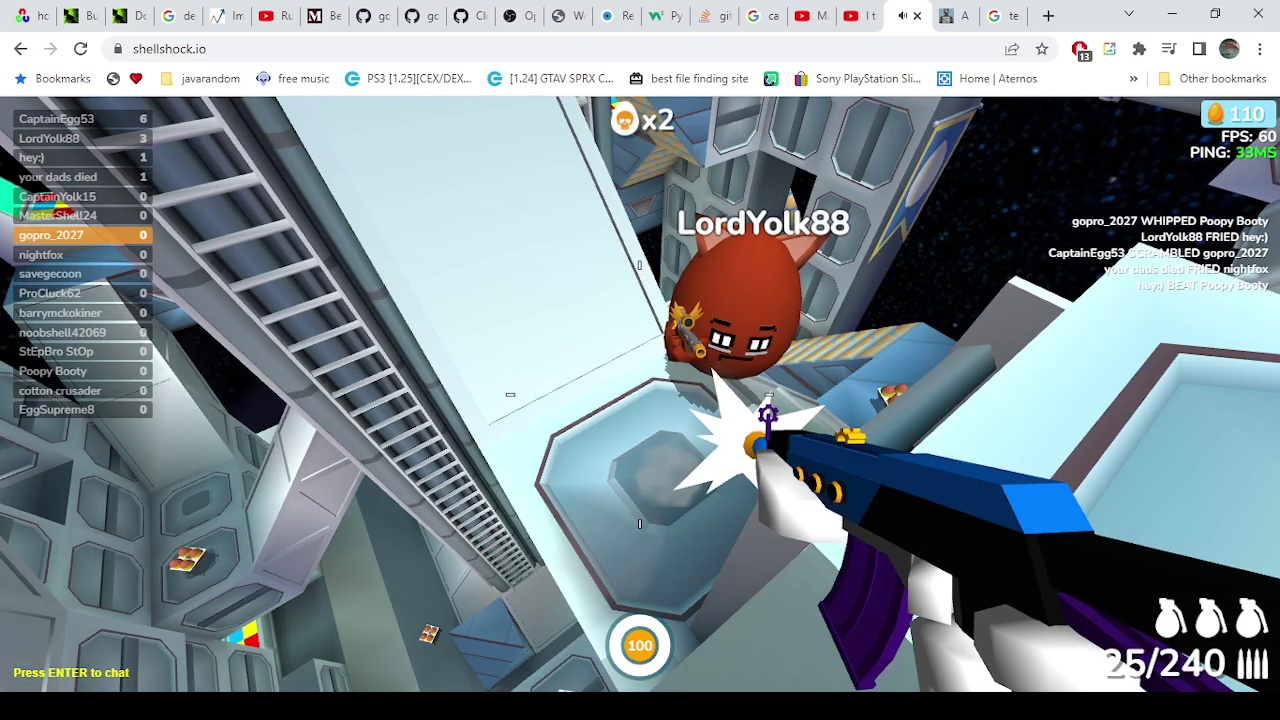 hc
Bu
Dc
de
Im
Ru
Be
gc
gc
Cl
Op
W
Re
Py
git
ca
M
I t
A
te
shellshock.io
13
Bookmarks
javarandom
free music
PS3 [1.25][CEX/DEX...
[1.24] GTAV SPRX C...
best file finding site
Sony PlayStation Sli...
Home | Aternos
»
Other bookmarks
CaptainEgg53 6
LordYolk88 3
hey:) 1
your dads died 1
CaptainYolk15 0
MasterShell24 0
gopro_2027 0
nightfox 0
savegecoon 0
ProCluck62 0
barrymckokiner 0
noobshell42069 0
StEpBro StOp 0
Poopy Booty 0
cotton crusader 0
EggSupreme8 0
x2
110
FPS: 60
PING: 33MS
LordYolk88
gopro_2027 WHIPPED Poopy Booty
LordYolk88 FRIED hey:)
CaptainEgg53 SCRAMBLED gopro_2027
your dads died FRIED nightfox
hey:) BEAT Poopy Booty
100
Press ENTER to chat
25/240